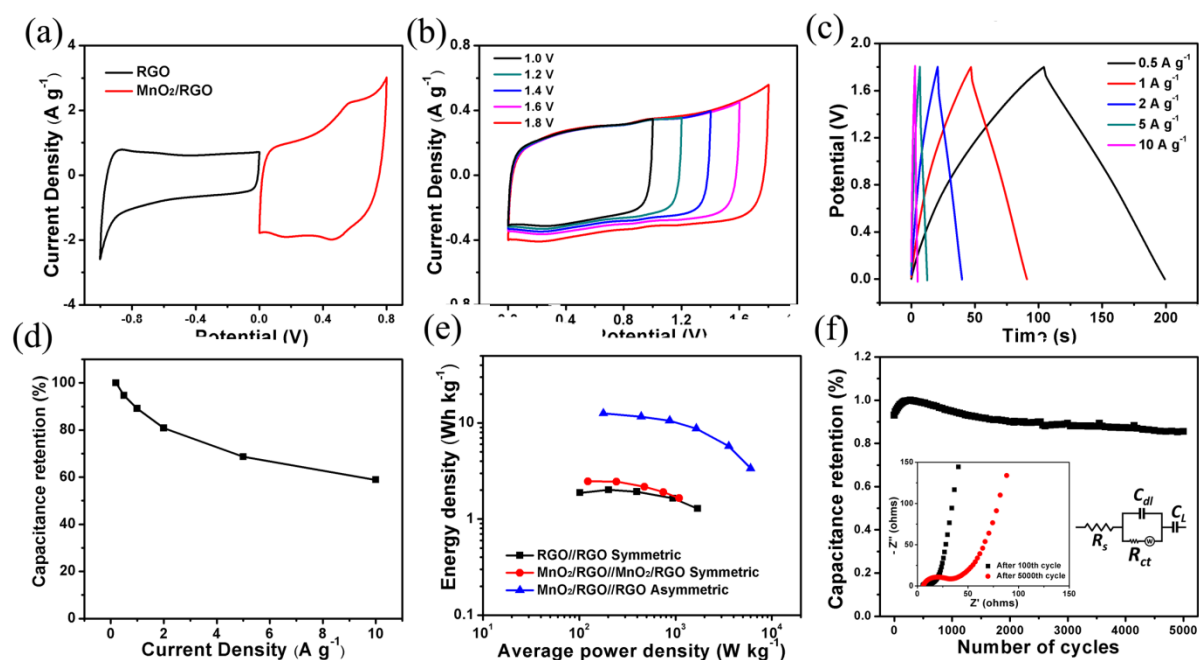 (a)
Current Density (A g⁻¹)
4
2
0
-2
-4
RGO
MnO₂/RGO
-0.8
-0.4
0.0
0.4
0.8
Potential (V)
(b)
Current Density (A g⁻¹)
0.8
0.4
0.0
-0.4
1.0 V
1.2 V
1.4 V
1.6 V
1.8 V
0.6
1.2
1.8
Potential (V)
(c)
Potential (V)
2.4
1.8
1.2
0.6
0.0
0.5 A g⁻¹
1 A g⁻¹
2 A g⁻¹
5 A g⁻¹
10 A g⁻¹
0
50
100
150
200
Time (s)
(d)
Capacitance retention (%)
100
80
60
40
20
0
0
2
4
6
8
10
Current Density (A g⁻¹)
(e)
Energy density (Wh kg⁻¹)
10
1
0.1
RGO//RGO Symmetric
MnO₂/RGO//MnO₂/RGO Symmetric
MnO₂/RGO//RGO Asymmetric
10¹
10²
10³
10⁴
Average power density (W kg⁻¹)
(f)
Capacitance retention (%)
1.2
1.0
0.8
0.6
0.4
0.2
0.0
- Z'' (ohms)
150
100
50
0
After 100th cycle
After 5000th cycle
0
50
100
150
Z' (ohms)
Rs
Cdl
Rct
W
CL
0
1000
2000
3000
4000
5000
Number of cycles